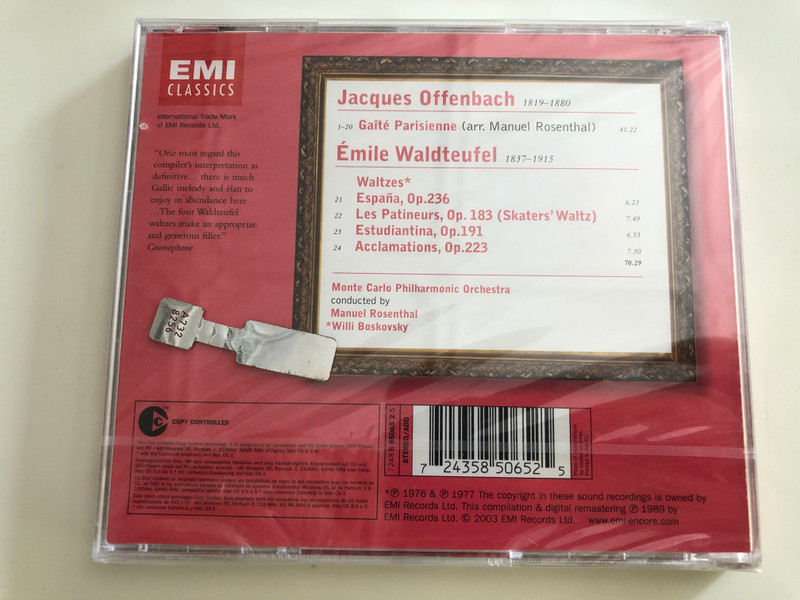 EMI
CLASSICS
International Trade Mark
of EMI Records Ltd.
"One must regard this
compiler's interpretation as
definitive... there is much
Gallic melody and élan to
enjoy in abundance here
...The four Waldteufel
waltzes make an appropriat
and generous filler."
Gramophone
Jacques Offenbach 1819–1880
1–20 Gaîté Parisienne (arr. Manuel Rosenthal) 41.22
Émile Waldteufel 1837–1915
Waltzes*
21 España, Op.236 6.23
22 Les Patineurs, Op. 183 (Skaters' Waltz) 7.49
23 Estudiantina, Op.191 6.33
24 Acclamations, Op.223 7.30
70.29
Monte Carlo Philharmonic Orchestra
conducted by
Manuel Rosenthal
*Willi Boskovsky
A232
8256
COPY CONTROLLED
72435 85065 2 5
STEREO/ADD
7 24358 50652 5
*℗ 1976 & ℗ 1977 The copyright in these sound recordings is owned by
EMI Records Ltd. This compilation & digital remastering ℗ 1989 by
EMI Records Ltd. © 2003 EMI Records Ltd. www.emi-encore.com